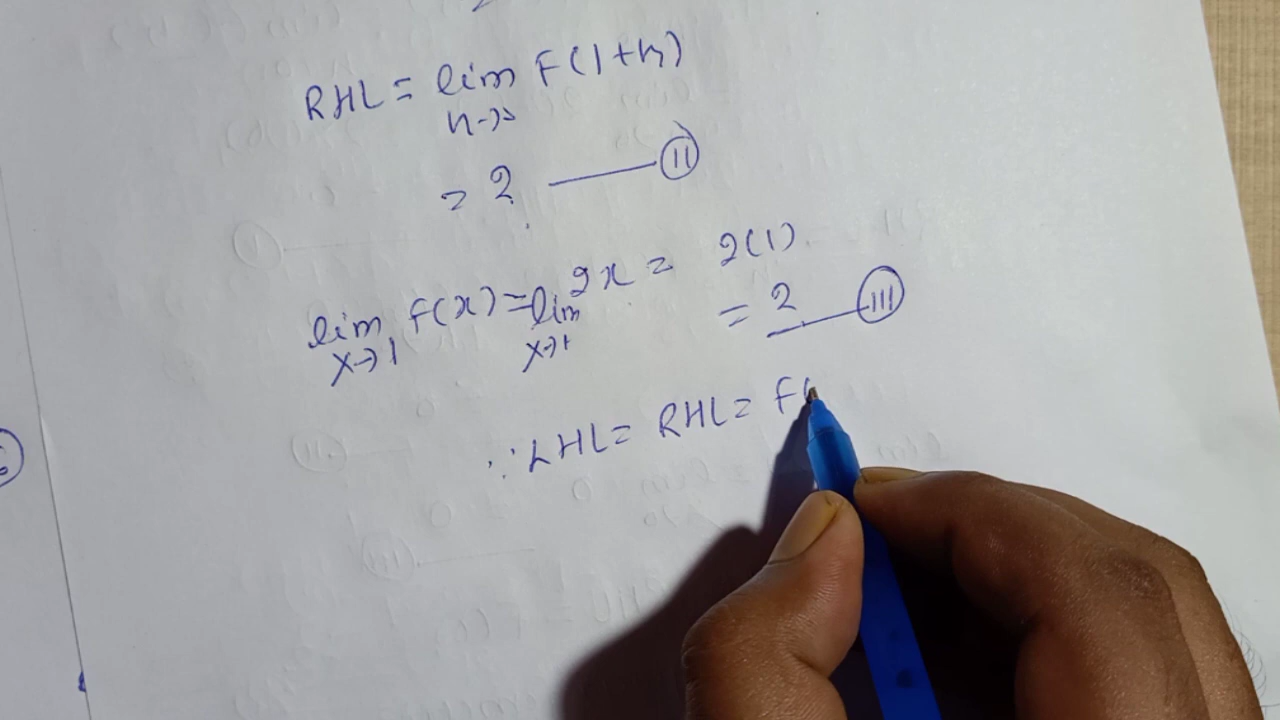 RHL = lim F(1+h)
h→0
= 2 — II
lim f(x) = lim 2x = 2(1)
x→1 x→1
= 2 — III
∵ LHL = RHL = F(